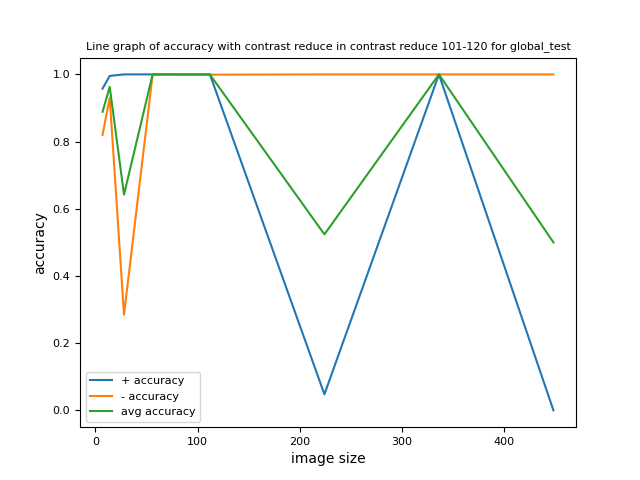 Line graph of accuracy with contrast reduce in contrast reduce 101-120 for global_test
1.0
0.8
0.6
0.4
0.2
0.0
accuracy
+ accuracy
- accuracy
avg accuracy
0 100 200 300 400
image size